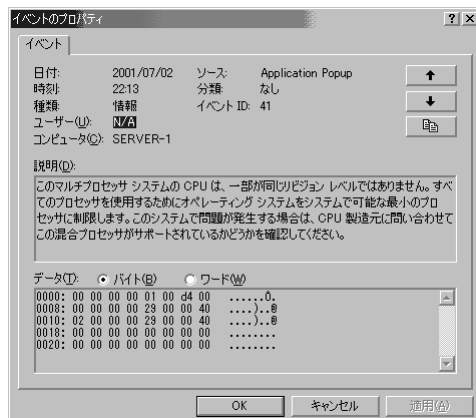 イベントのプロパティ
イベント
日付: 2001/07/02 ソース: Application Popup
時刻: 22:13 分類: なし
種類: 情報 イベント ID: 41
ユーザー(U): N/A
コンピュータ(C): SERVER-1
説明(D):
このマルチプロセッサ システムの CPU は、一部が同じリビジョン レベルではありません。すべ
てのプロセッサを使用するためにオペレーティング システムをシステムで可能な最小のプロ
セッサに制限します。このシステムで問題が発生する場合は、CPU 製造元に問い合わせて
この混合プロセッサがサポートされているかどうかを確認してください。
データ(T): バイト(B) ワード(W)
0000: 00 00 00 00 01 00 d4 00 ......Ô.
0008: 00 00 00 00 29 00 00 40 ....)..@
0010: 02 00 00 00 29 00 00 40 ....)..@
0018: 00 00 00 00 00 00 00 00 ........
0020: 00 00 00 00 00 00 00 00 ........
OK キャンセル 適用(A)